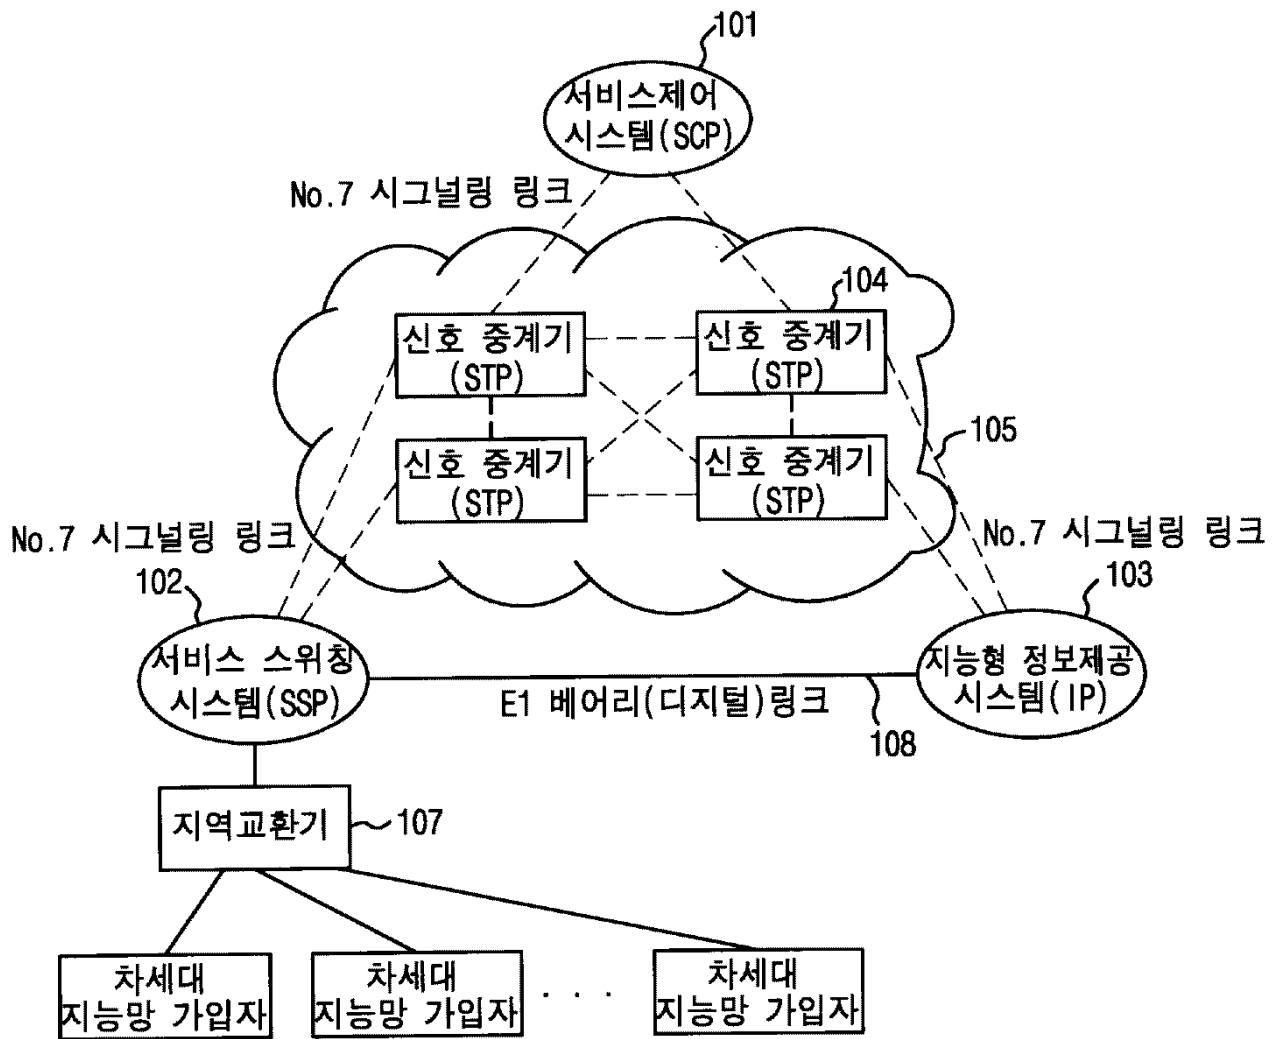 101
서비스제어
시스템(SCP)
No.7 시그널링 링크
104
신호 중계기
(STP)
신호 중계기
(STP)
신호 중계기
(STP)
신호 중계기
(STP)
105
No.7 시그널링 링크
No.7 시그널링 링크
102
103
서비스 스위칭
시스템(SSP)
지능형 정보제공
시스템(IP)
E1 베어리(디지털)링크
108
지역교환기
107
차세대
지능망 가입자
차세대
지능망 가입자
. . .
차세대
지능망 가입자